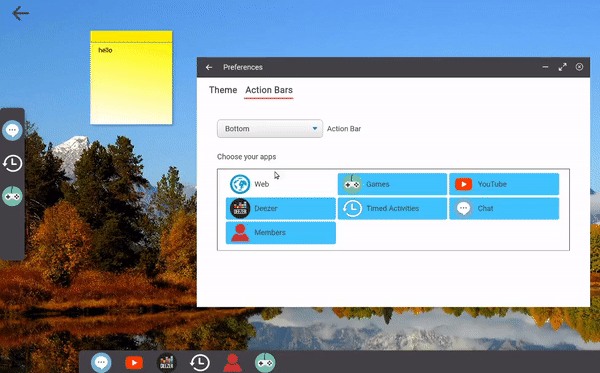 hello
Preferences
Theme Action Bars
Bottom Action Bar
Choose your apps
Web Games YouTube
DEEZER Deezer Timed Activities Chat
Members
DEEZER